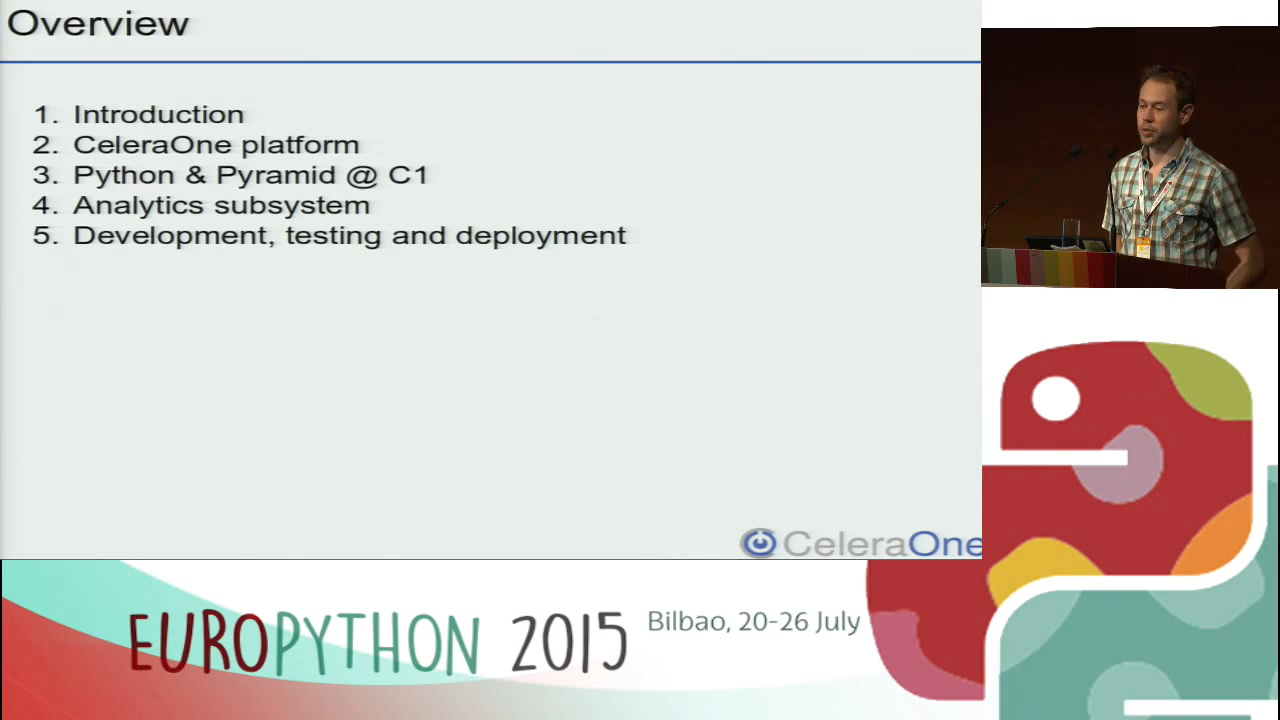 Overview
1. Introduction
2. CeleraOne platform
3. Python & Pyramid @ C1
4. Analytics subsystem
5. Development, testing and deployment
CeleraOne
EUROPYTHON 2015
Bilbao, 20-26 July